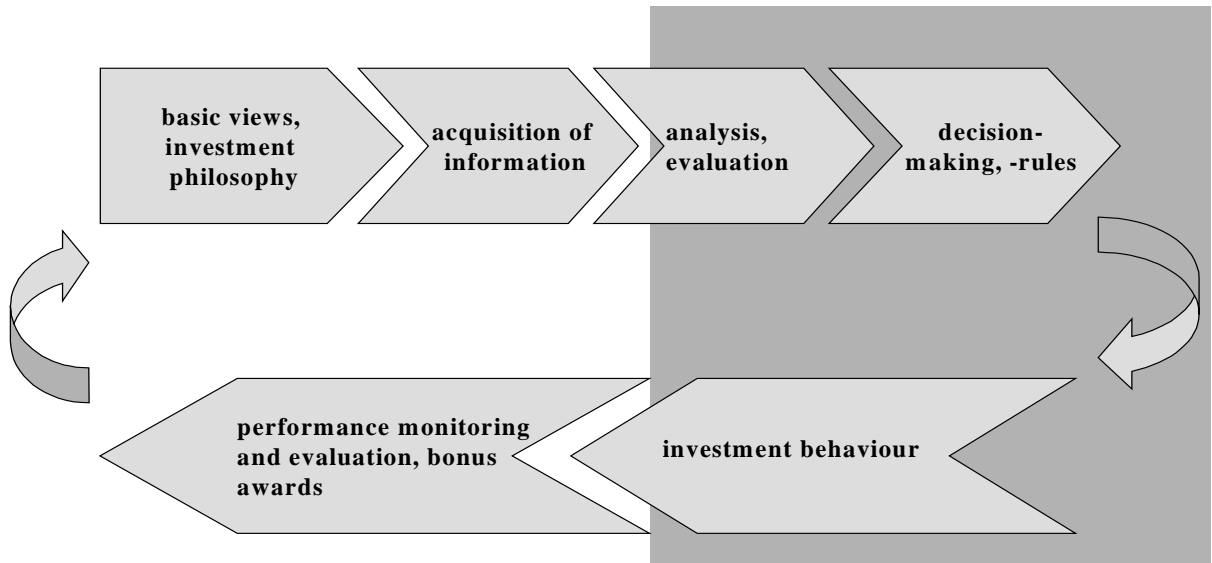 basic views,
investment
philosophy
acquisition of
information
analysis,
evaluation
decision-
making, -rules
performance monitoring
and evaluation, bonus
awards
investment behaviour